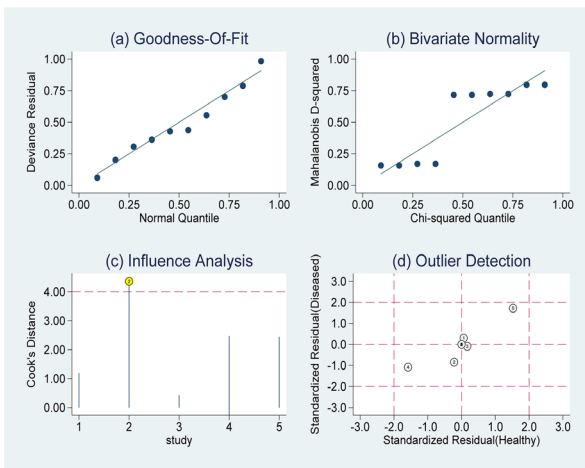 (a) Goodness-Of-Fit
Deviance Residual
1.00
0.75
0.50
0.25
0.00
0.00 0.25 0.50 0.75 1.00
Normal Quantile
(b) Bivariate Normality
Mahalanobis D-squared
1.00
0.75
0.50
0.25
0.00
0.00 0.25 0.50 0.75 1.00
Chi-squared Quantile
(c) Influence Analysis
Cook's Distance
4.00
3.00
2.00
1.00
0.00
2
1 2 3 4 5
study
(d) Outlier Detection
Standardized Residual(Diseased)
3.0
2.0
1.0
0.0
-1.0
-2.0
-3.0
-3.0 -2.0 -1.0 0.0 1.0 2.0 3.0
Standardized Residual(Healthy)